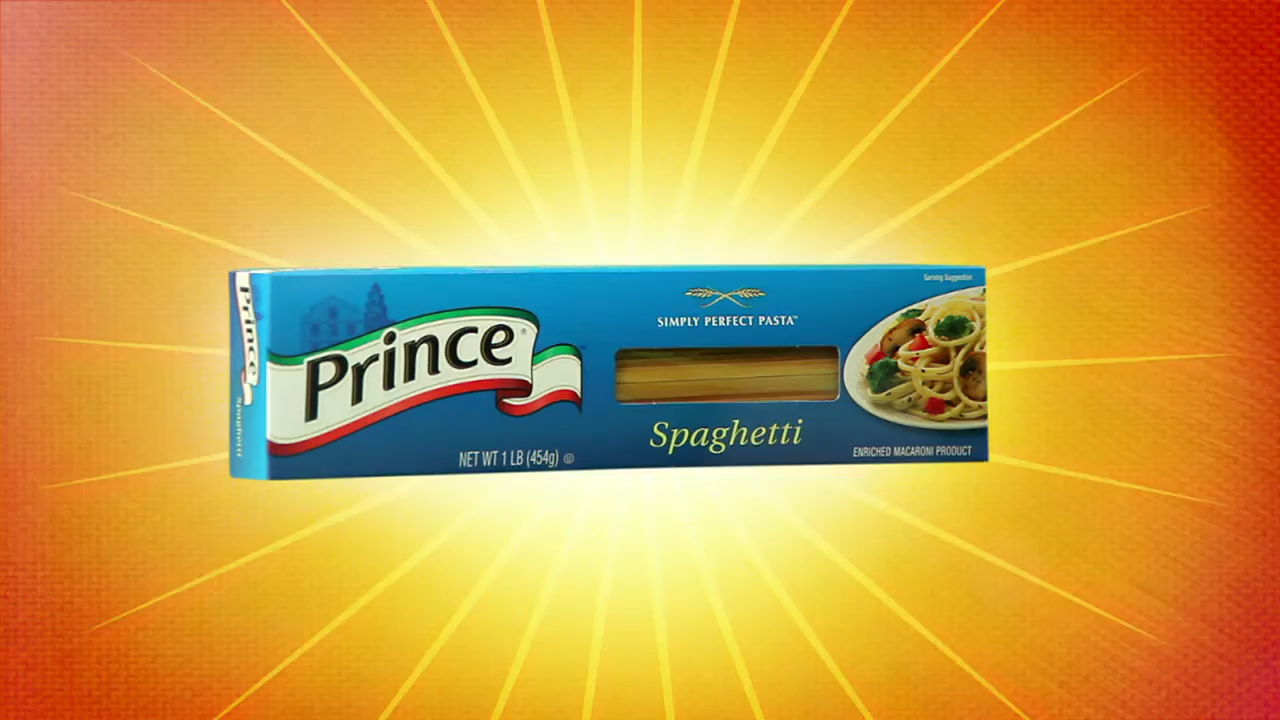 Prince
Spaghetti
Prince®
NET WT 1 LB (454g) Ⓤ
SIMPLY PERFECT PASTA™
Spaghetti
Serving Suggestion
ENRICHED MACARONI PRODUCT